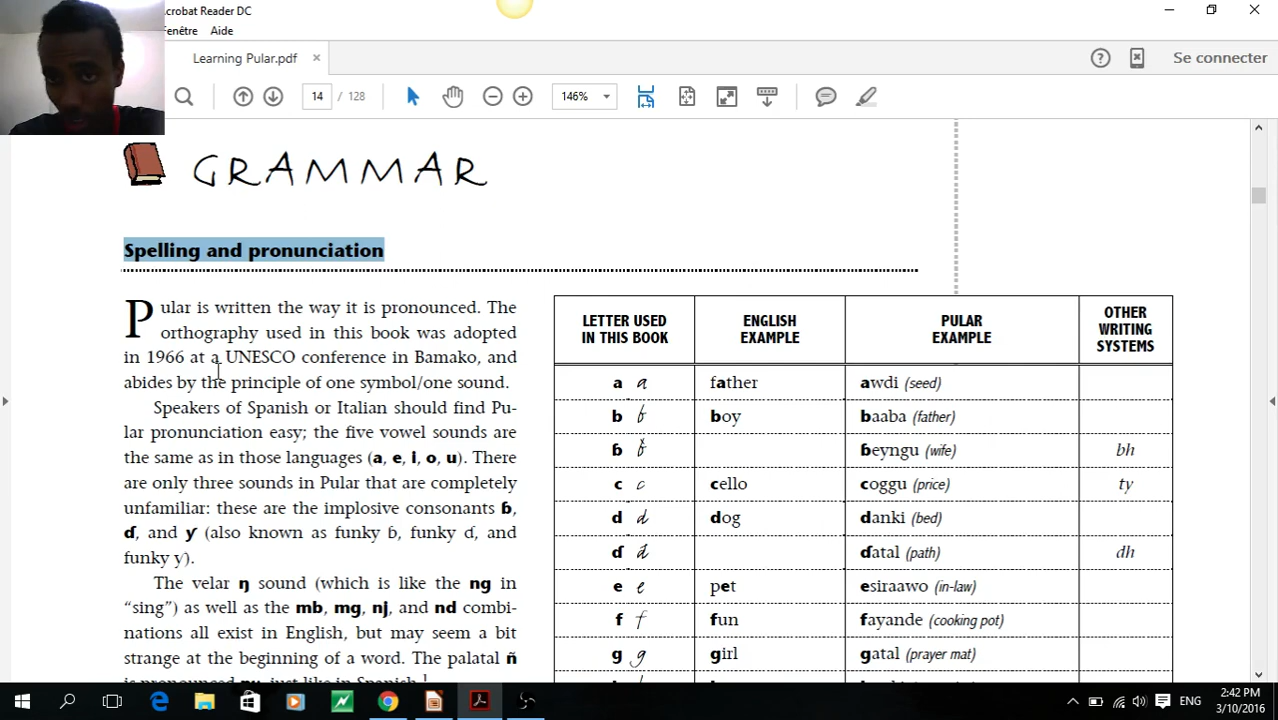 crobat Reader DC
Fenêtre Aide
Learning Pular.pdf ×
Se connecter
14 / 128 146%
GRAMMAR
Spelling and pronunciation
Pular is written the way it is pronounced. The
orthography used in this book was adopted
in 1966 at a UNESCO conference in Bamako, and
abides by the principle of one symbol/one sound.
Speakers of Spanish or Italian should find Pu-
lar pronunciation easy; the five vowel sounds are
the same as in those languages (a, e, i, o, u). There
are only three sounds in Pular that are completely
unfamiliar: these are the implosive consonants ɓ,
ɗ, and ƴ (also known as funky ɓ, funky ɗ, and
funky ƴ).
The velar ŋ sound (which is like the ng in
“sing”) as well as the mb, mg, nj, and nd combi-
nations all exist in English, but may seem a bit
strange at the beginning of a word. The palatal ñ
is pronounced ny, just like in Spanish.¹
LETTER USED IN THIS BOOK ENGLISH EXAMPLE PULAR EXAMPLE OTHER WRITING SYSTEMS
a a father awdi (seed)
b b boy baaba (father)
ɓ ɓ ɓeyngu (wife) bh
c c cello coggu (price) ty
d d dog danki (bed)
ɗ ɗ ɗatal (path) dh
e e pet esiraawo (in-law)
f f fun fayande (cooking pot)
g g girl gatal (prayer mat)
ENG
2:42 PM
3/10/2016